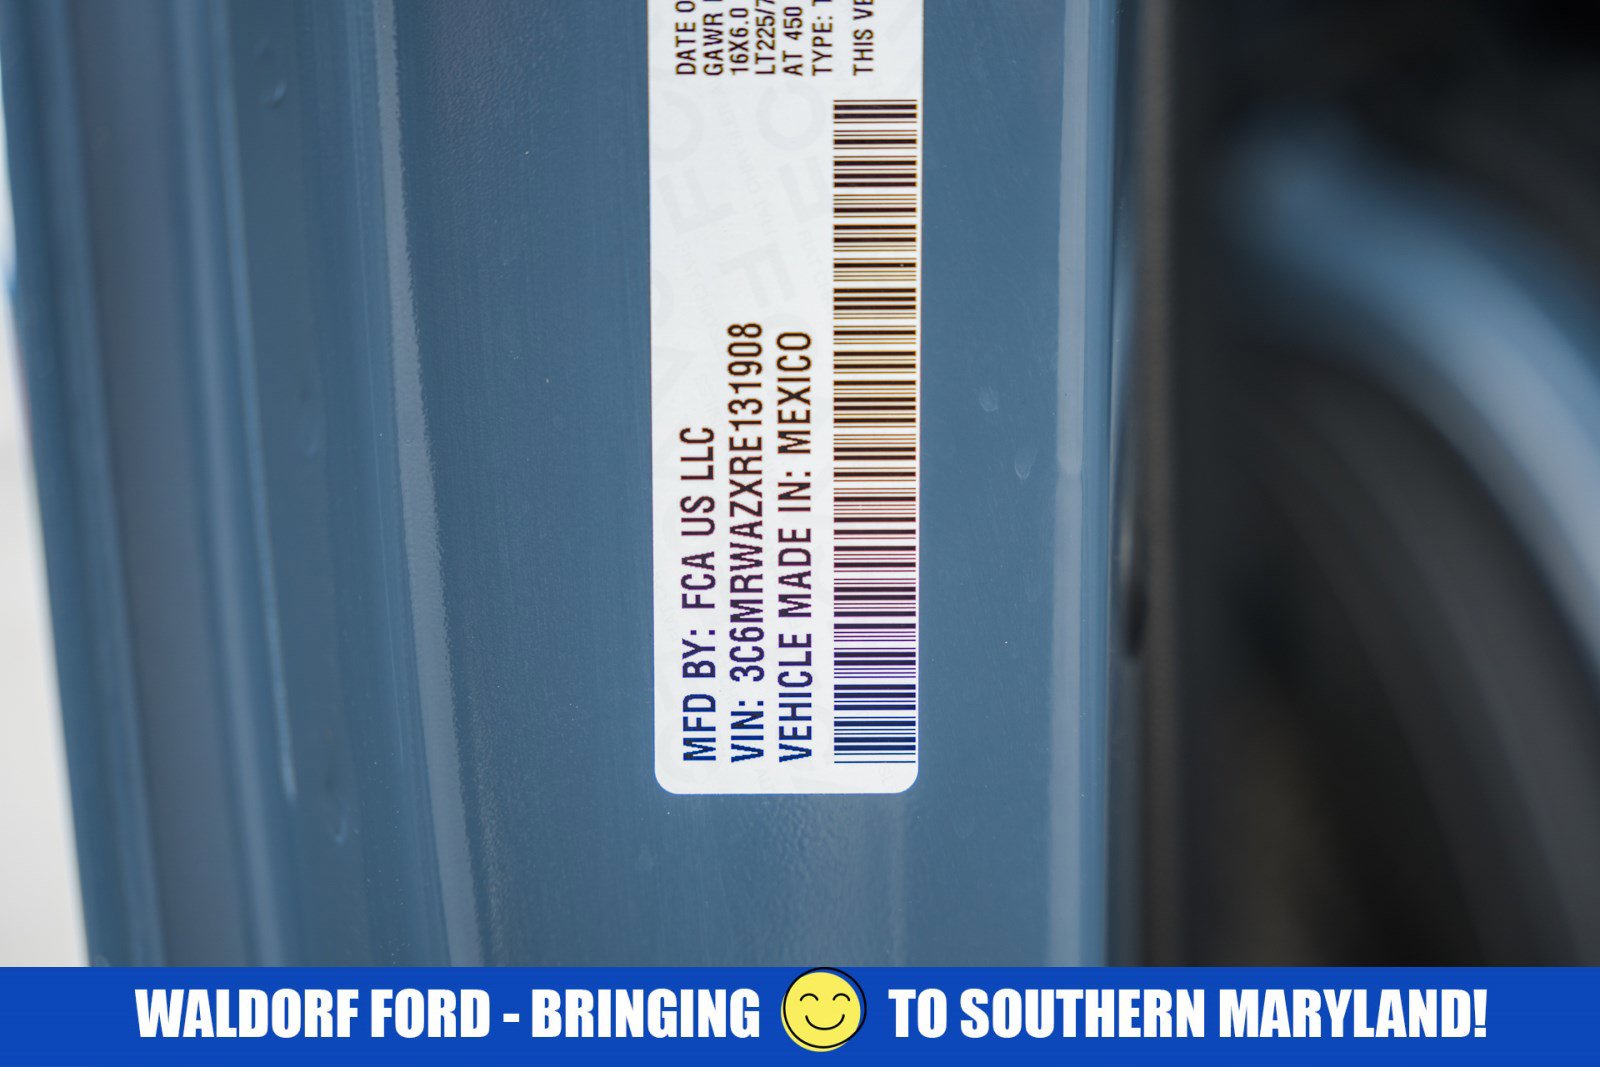 MFD BY: FCA US LLC
VIN: 3C6MRWAZXRE131908
VEHICLE MADE IN: MEXICO
DATE O
GAWR
16X6.0
LT225/7
AT 450
TYPE: T
THIS VE
WALDORF FORD - BRINGING TO SOUTHERN MARYLAND!